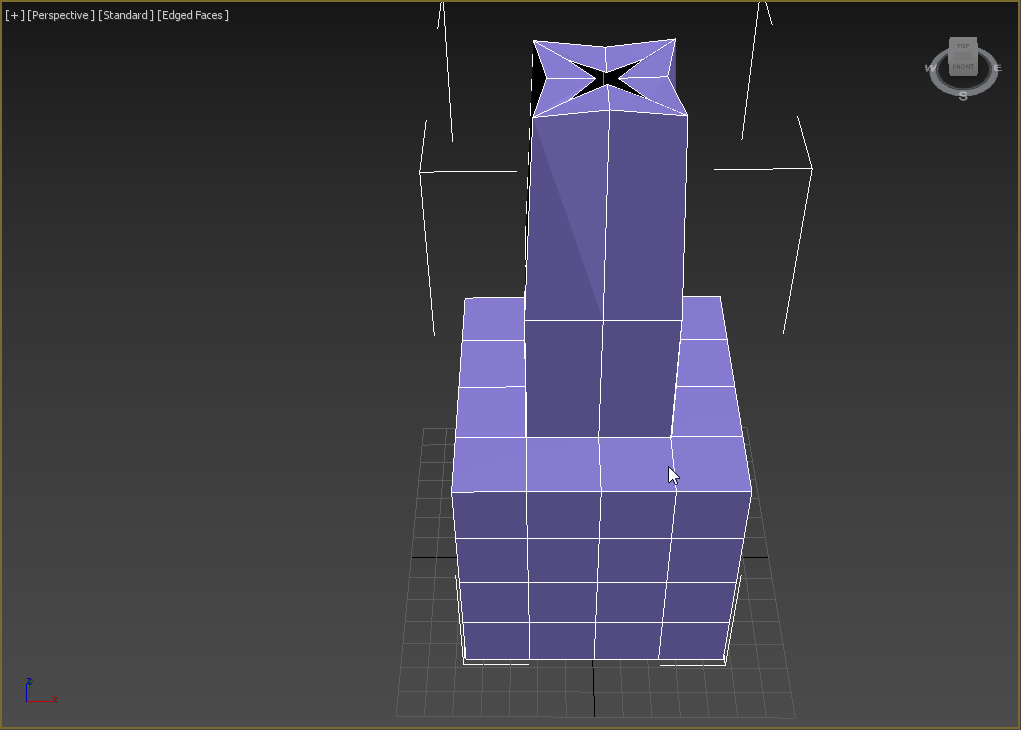 [+] [Perspective ] [Standard ] [Edged Faces ]
TOP
W FRONT E
S
z
x